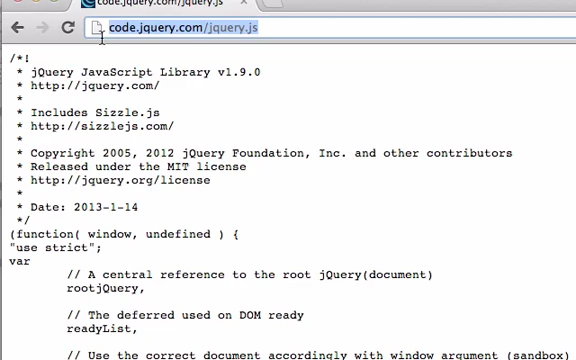 code.jquery.com/jquery.js
code.jquery.com/jquery.js
/*!
* jQuery JavaScript Library v1.9.0
* http://jquery.com/
*
* Includes Sizzle.js
* http://sizzlejs.com/
*
* Copyright 2005, 2012 jQuery Foundation, Inc. and other contributors
* Released under the MIT license
* http://jquery.org/license
*
* Date: 2013-1-14
*/
(function( window, undefined ) {
"use strict";
var
// A central reference to the root jQuery(document)
rootjQuery,
// The deferred used on DOM ready
readyList,
// Use the correct document accordingly with window argument (sandbox)